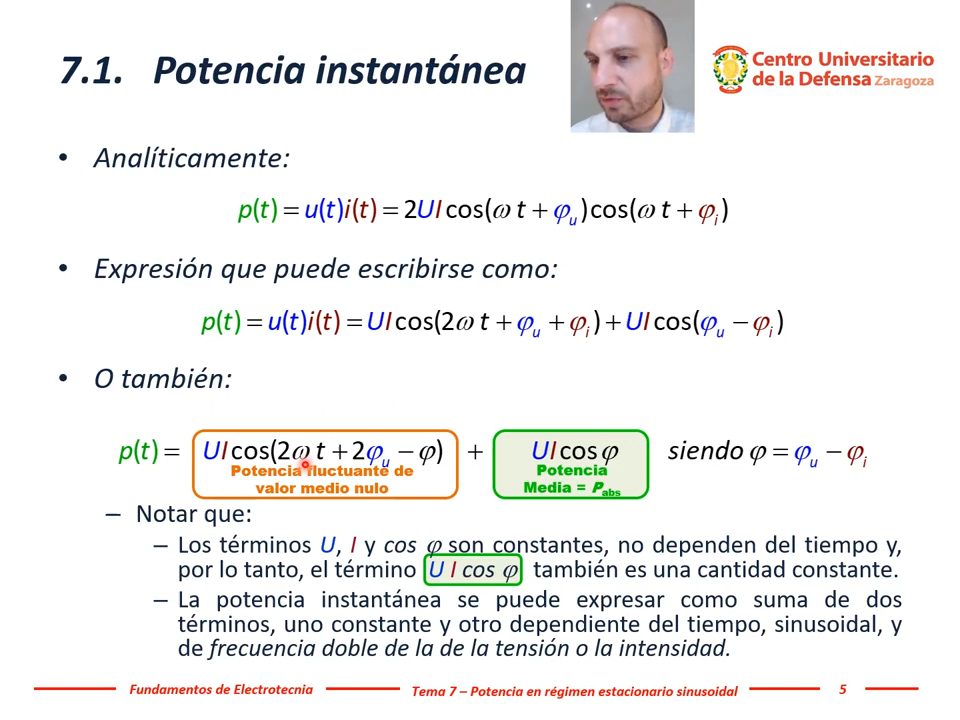 7.1. Potencia instantánea
Centro Universitario
de la Defensa Zaragoza
• Analíticamente:
p(t) = u(t)i(t) = 2UI cos(ω t + φu) cos(ω t + φi)
• Expresión que puede escribirse como:
p(t) = u(t)i(t) = UI cos(2ω t + φu + φi) + UI cos(φu − φi)
• O también:
p(t) = UI cos(2ω t + 2φu − φ) + UI cos φ siendo φ = φu − φi
Potencia fluctuante de
valor medio nulo
Potencia
Media = Pabs
– Notar que:
– Los términos U, I y cos φ son constantes, no dependen del tiempo y,
por lo tanto, el término U I cos φ también es una cantidad constante.
– La potencia instantánea se puede expresar como suma de dos
términos, uno constante y otro dependiente del tiempo, sinusoidal, y
de frecuencia doble de la de la tensión o la intensidad.
Fundamentos de Electrotecnia
Tema 7 – Potencia en régimen estacionario sinusoidal
5